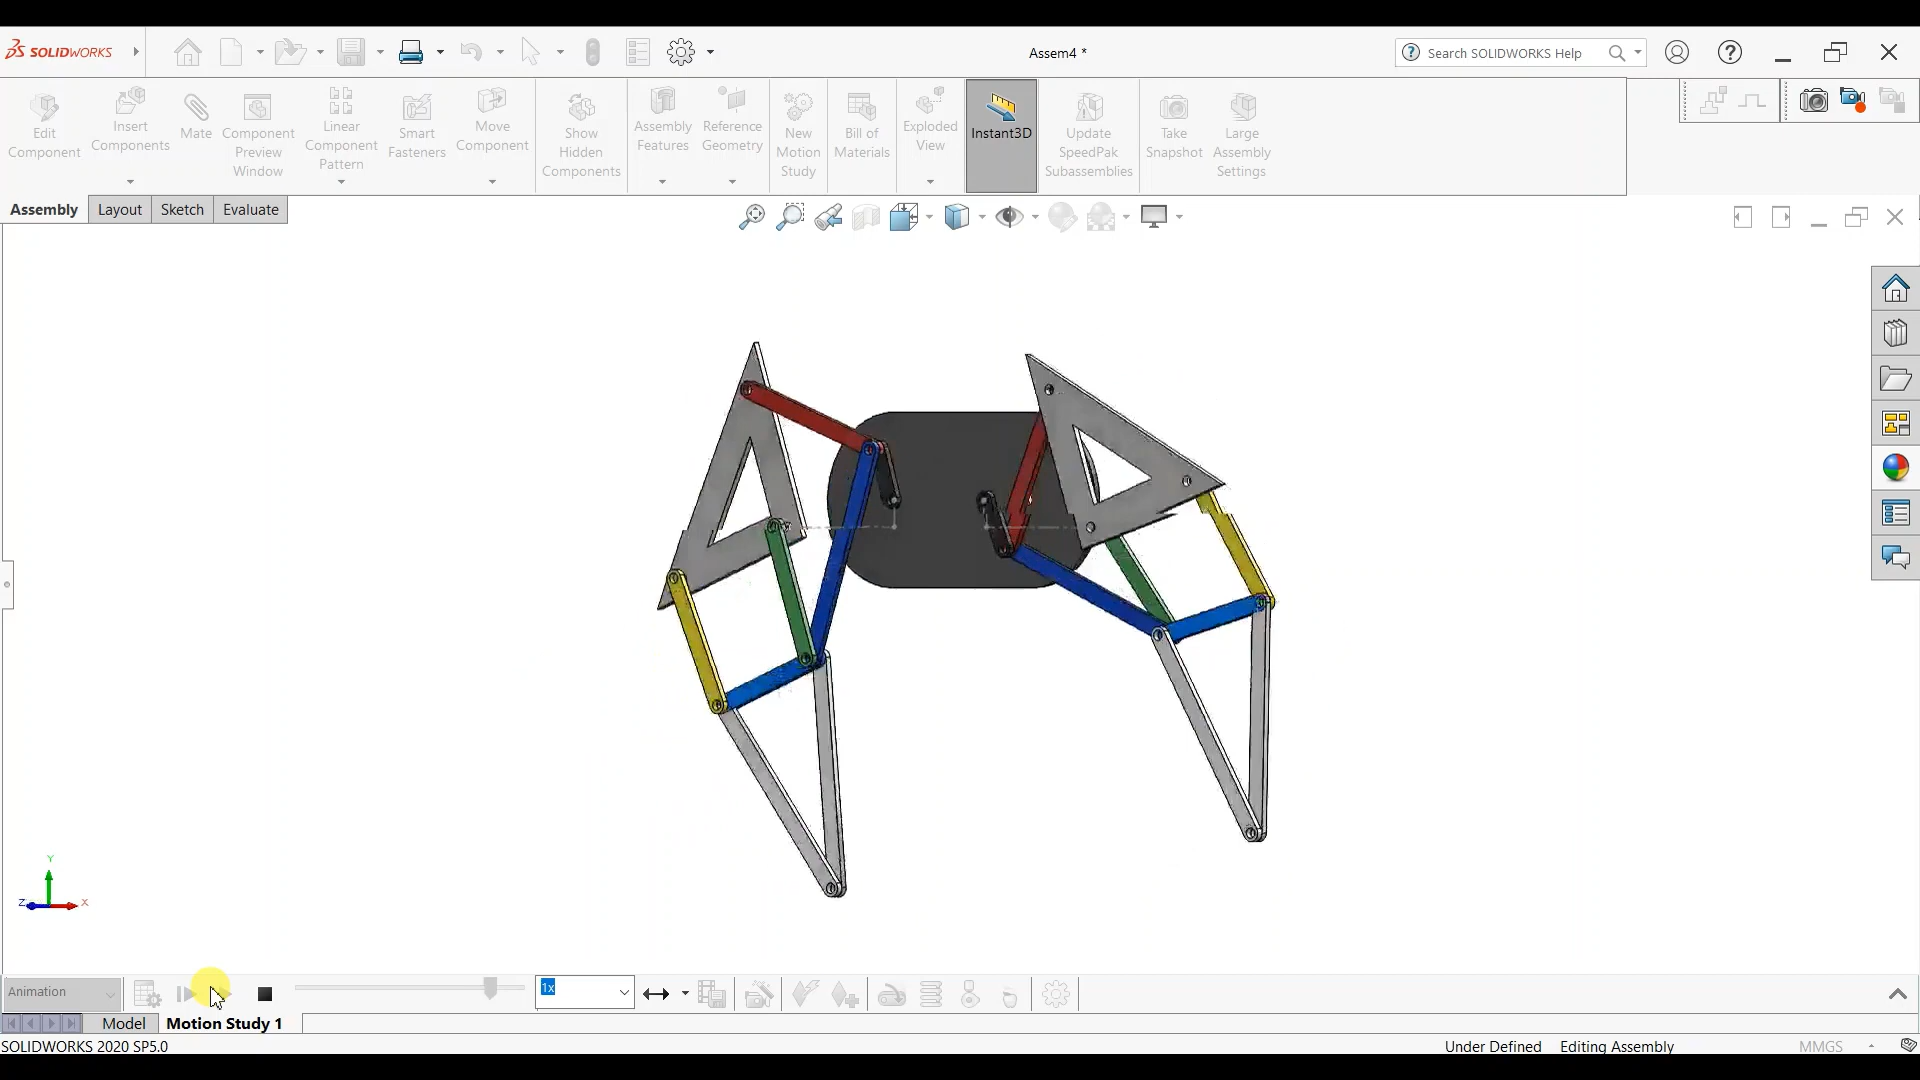 SOLIDWORKS
Assem4 *
Search SOLIDWORKS Help
Edit Component
Insert Components
Mate
Component Preview Window
Linear Component Pattern
Smart Fasteners
Move Component
Show Hidden Components
Assembly Features
Reference Geometry
New Motion Study
Bill of Materials
Exploded View
Instant3D
Update SpeedPak Subassemblies
Take Snapshot
Large Assembly Settings
Assembly
Layout
Sketch
Evaluate
Y
Z
X
Animation
1x
Model
Motion Study 1
SOLIDWORKS 2020 SP5.0
Under Defined
Editing Assembly
MMGS